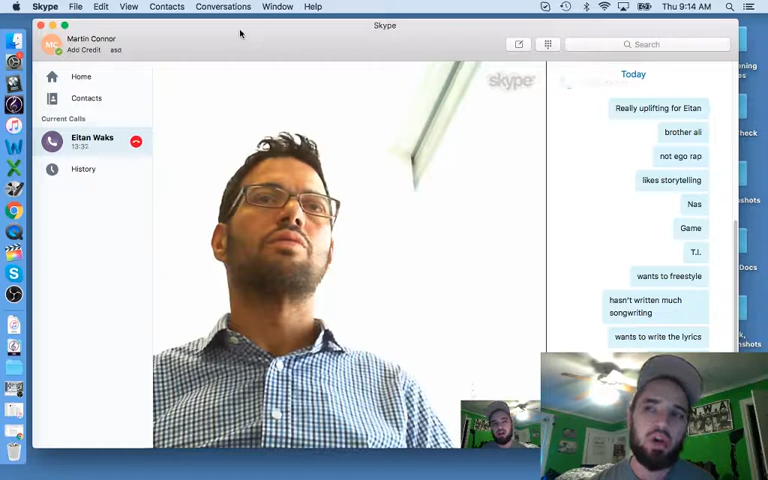 Skype File Edit View Contacts Conversations Window Help
Thu 9:14 AM
Skype
Martin Connor
Add Credit asd
MC
Search
Home
Contacts
Current Calls
Eitan Waks
History
skype
Today
Really uplifting for Eitan
brother ali
not ego rap
likes storytelling
Nas
Game
T.I.
wants to freestyle
hasn't written much
songwriting
wants to write the lyrics